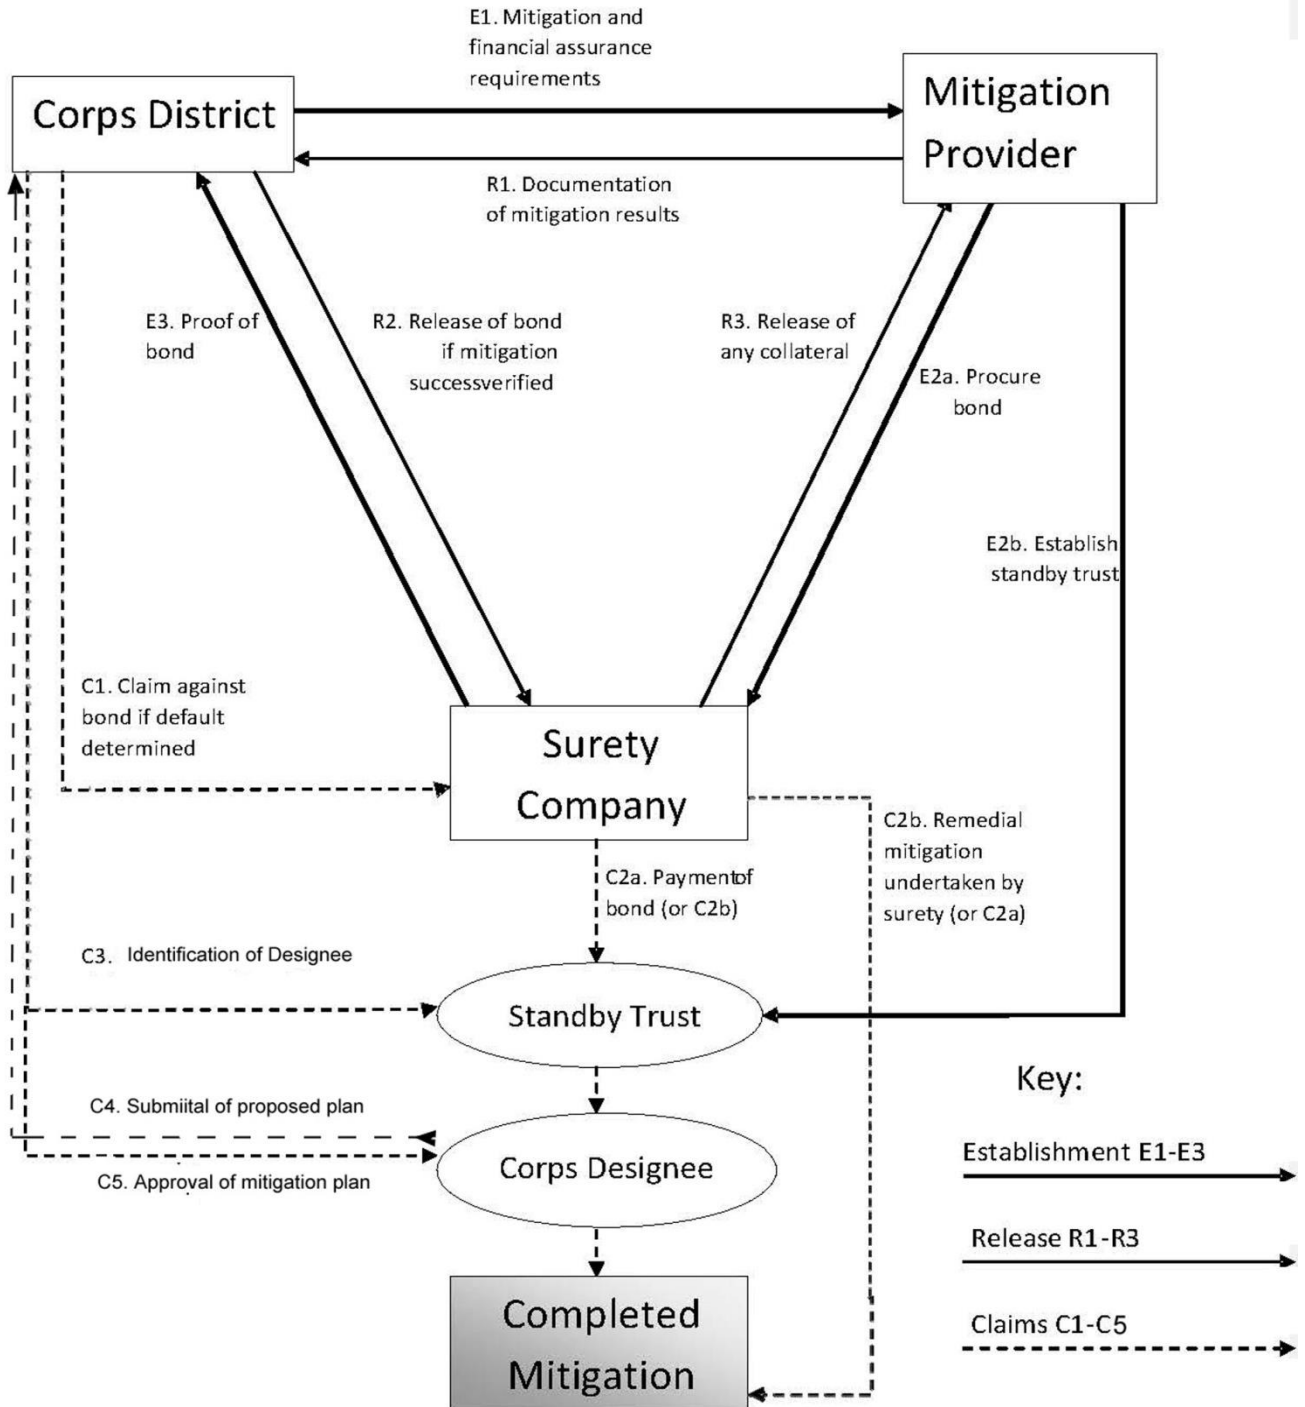 E1. Mitigation and
financial assurance
requirements
Corps District
Mitigation
Provider
R1. Documentation
of mitigation results
E3. Proof of
bond
R2. Release of bond
if mitigation
successverified
R3. Release of
any collateral
E2a. Procure
bond
E2b. Establish
standby trust
C1. Claim against
bond if default
determined
Surety
Company
C2b. Remedial
mitigation
undertaken by
surety (or C2a)
C2a. Paymentof
bond (or C2b)
C3. Identification of Designee
Standby Trust
Key:
C4. Submiital of proposed plan
Corps Designee
C5. Approval of mitigation plan
Establishment E1-E3
Release R1-R3
Completed
Mitigation
Claims C1-C5